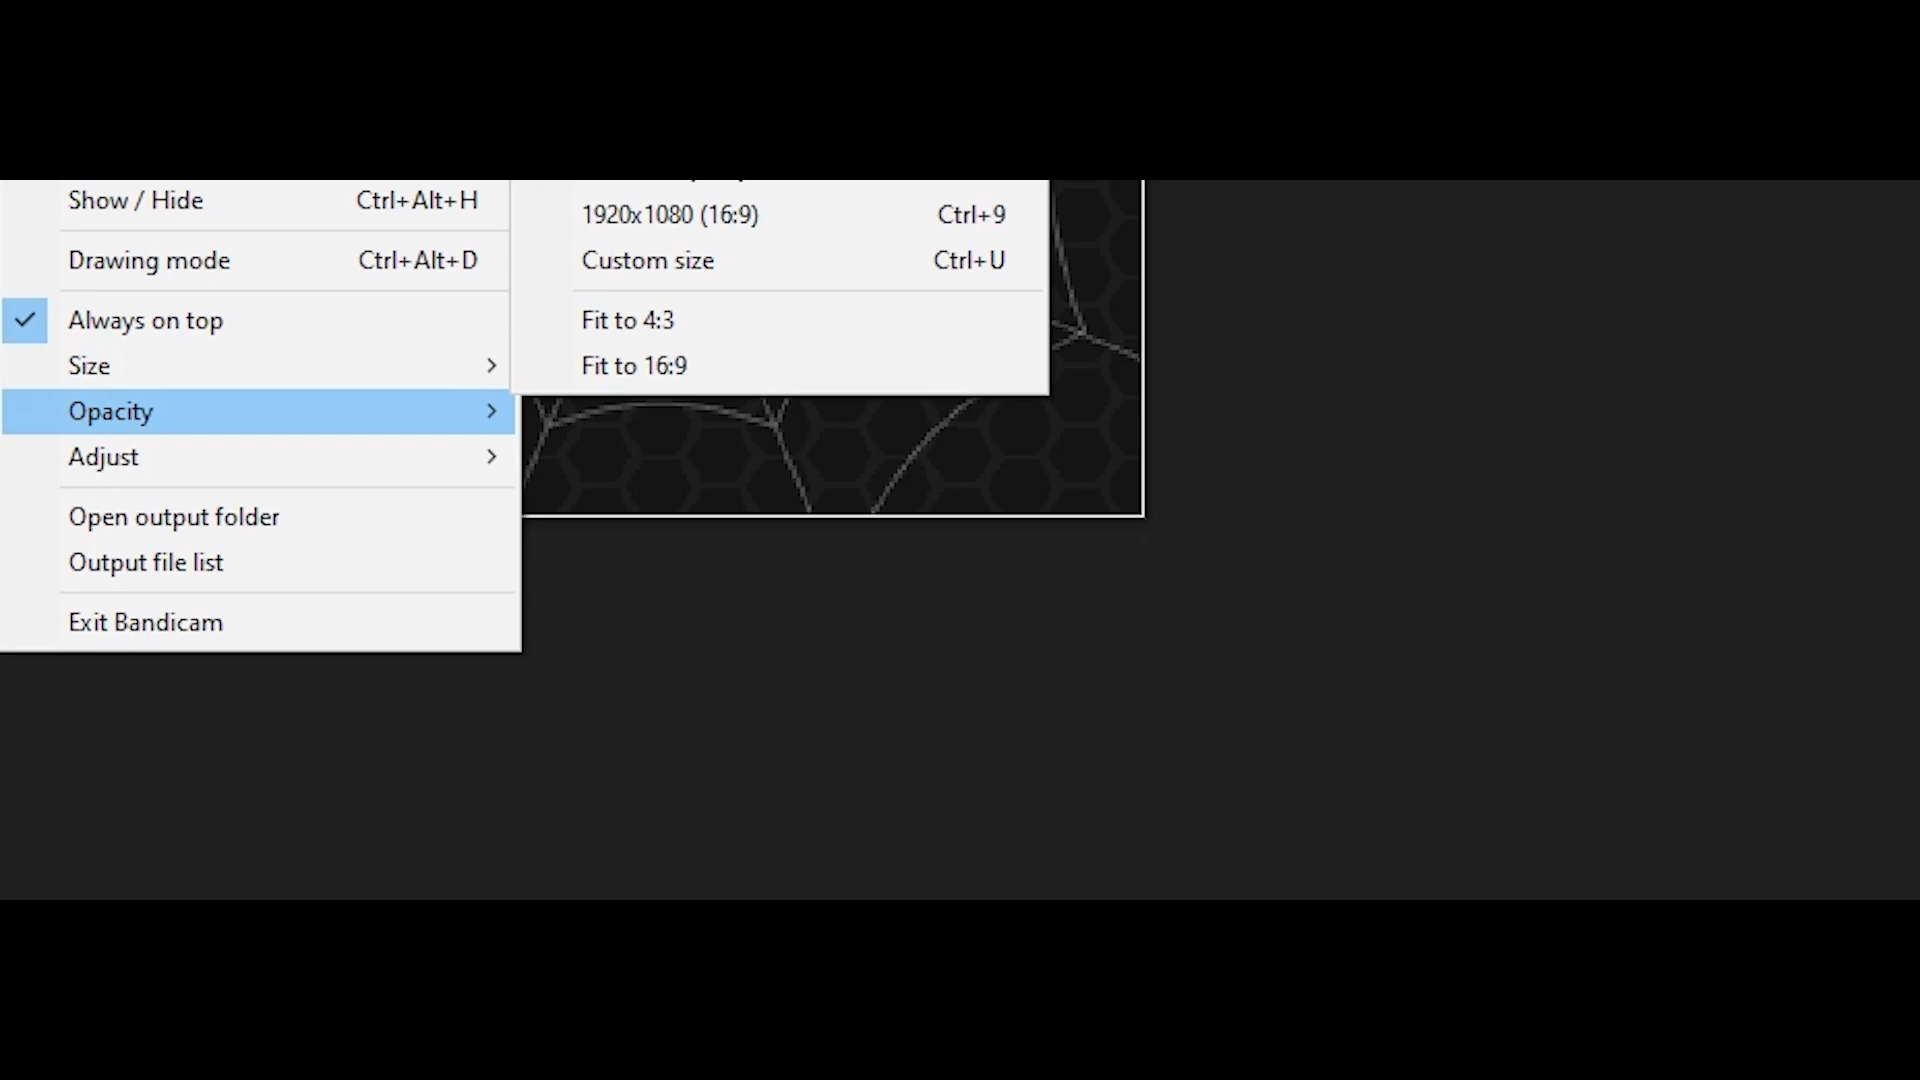 Show / Hide Ctrl+Alt+H
Drawing mode Ctrl+Alt+D
Always on top
Size
Opacity
Adjust
Open output folder
Output file list
Exit Bandicam
1920x1080 (16:9) Ctrl+9
Custom size Ctrl+U
Fit to 4:3
Fit to 16:9